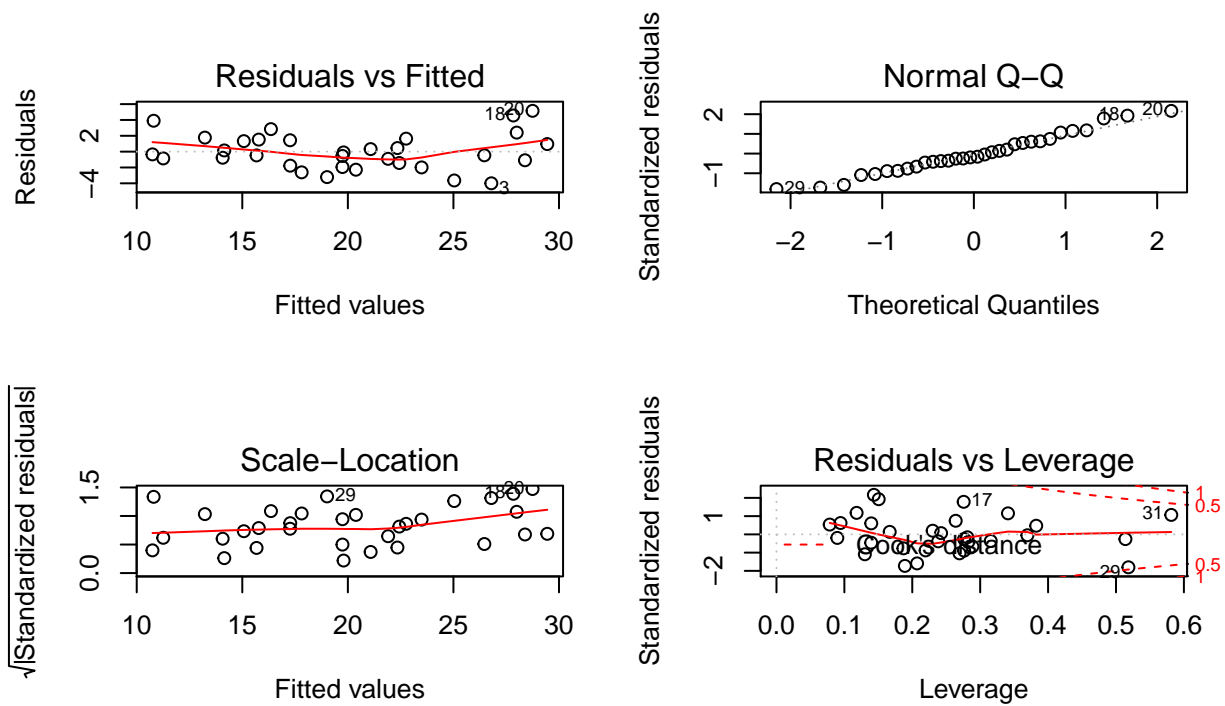 Residuals vs Fitted
Residuals
2
−4
18
20
3
10 15 20 25 30
Fitted values
Normal Q−Q
Standardized residuals
2
−1
29
18
20
−2 −1 0 1 2
Theoretical Quantiles
Scale−Location
√|Standardized residuals|
1.5
0.0
29
18
20
10 15 20 25 30
Fitted values
Residuals vs Leverage
Standardized residuals
1
−2
17
31
29
Cook's distance
1
0.5
0.5
1
0.0 0.1 0.2 0.3 0.4 0.5 0.6
Leverage